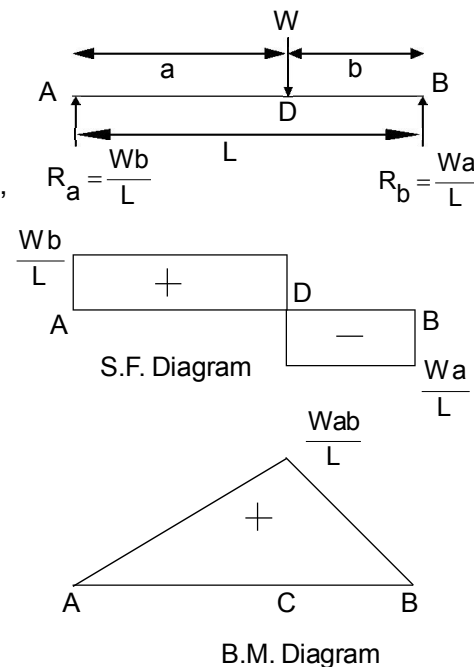 W
a b
A D B
L
, R_a = Wb/L R_b = Wa/L
Wb/L + D
A − B
S.F. Diagram Wa/L
Wab/L
+
A C B
B.M. Diagram